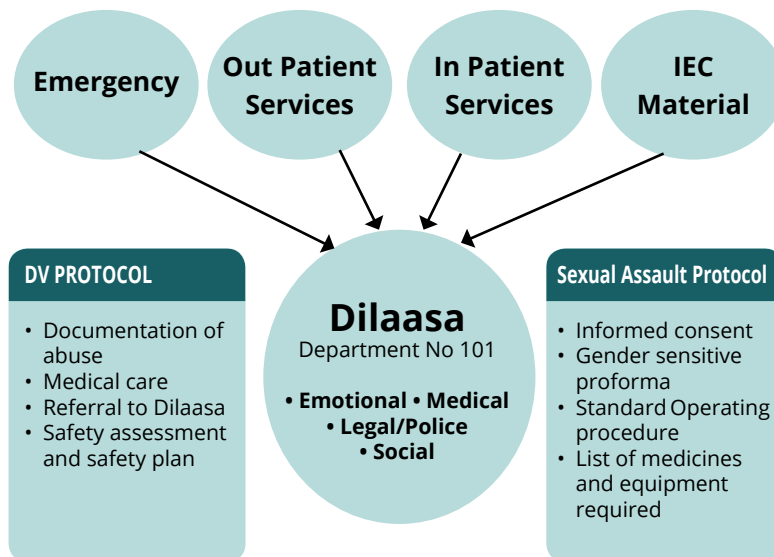 Emergency
Out Patient
Services
In Patient
Services
IEC
Material
DV PROTOCOL
• Documentation of
abuse
• Medical care
• Referral to Dilaasa
• Safety assessment
and safety plan
Dilaasa
Department No 101
• Emotional • Medical
• Legal/Police
• Social
Sexual Assault Protocol
• Informed consent
• Gender sensitive
proforma
• Standard Operating
procedure
• List of medicines
and equipment
required